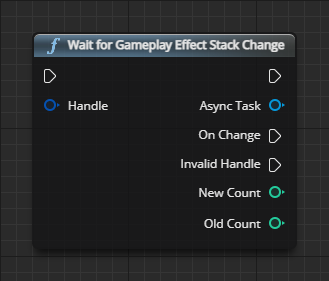 f Wait for Gameplay Effect Stack Change
Handle
Async Task
On Change
Invalid Handle
New Count
Old Count